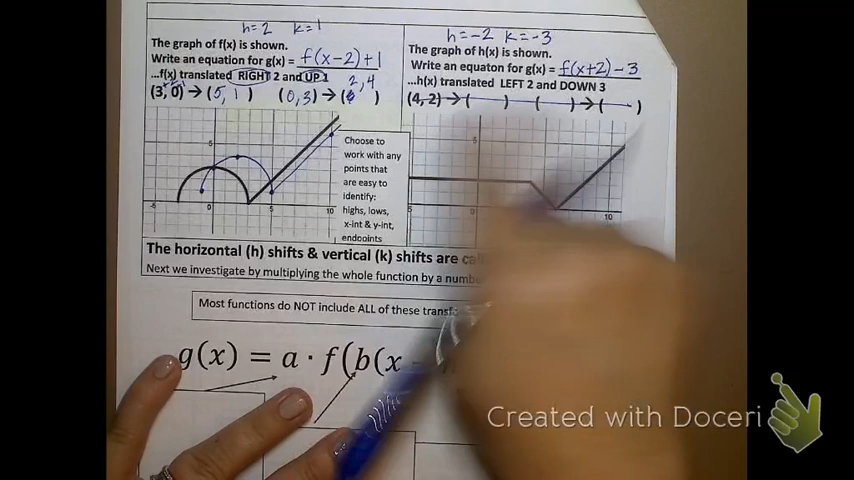 h=2 k=1
The graph of f(x) is shown.
Write an equaton for g(x)= f(x-2)+1
...f(x) translated RIGHT 2 and UP 1
2,4
(3, 0) → (5, 1) (0,3) → ( )
5
-5 0 5 10
Choose to
work with any
points that
are easy to
identify:
highs, lows,
x-int & y-int,
endpoints
h=-2 k=-3
The graph of h(x) is shown.
Write an equaton for g(x)= f(x+2)-3
...h(x) translated LEFT 2 and DOWN 3
(4, 2) → ( ) ( ) → ( )
5
5 0 10
The horizontal (h) shifts & vertical (k) shifts are
Next we investigate by multiplying the whole function by a
Most functions do NOT include ALL of these
g(x) = a · f(b(x -
Created with Doceri